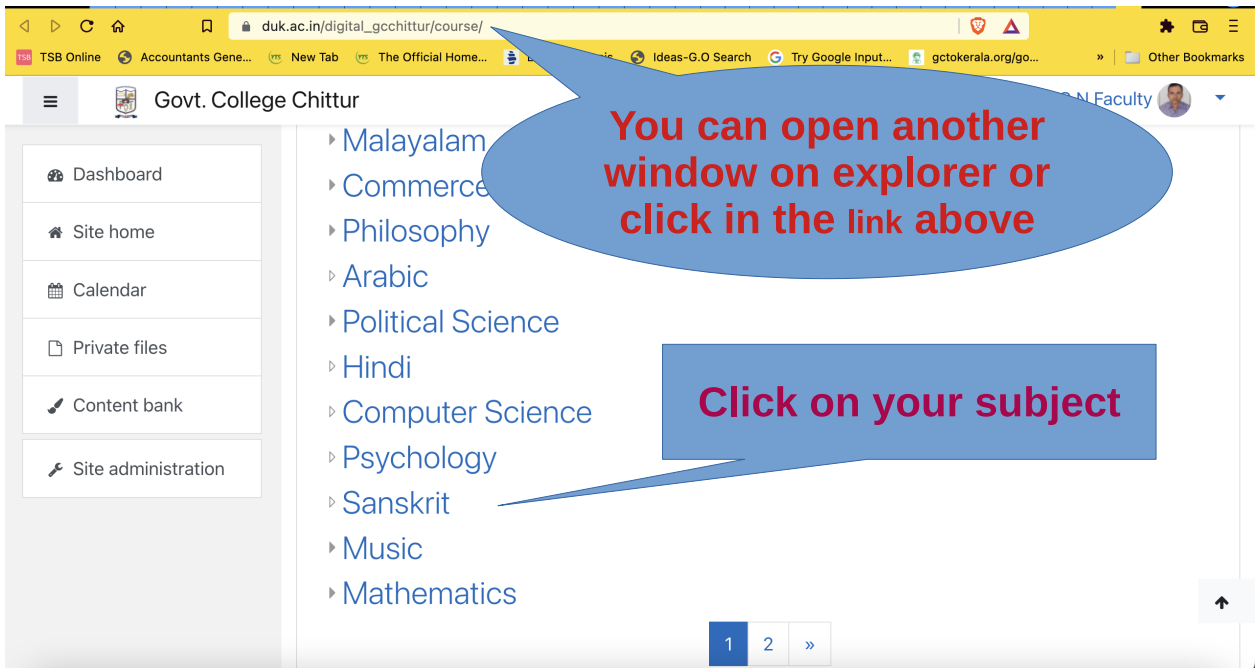 duk.ac.in/digital_gcchittur/course/
TSB TSB Online Accountants Gene... New Tab The Official Home... Ideas-G.O Search Try Google Input... gctokerala.org/go... » Other Bookmarks
Govt. College Chittur
N Faculty
You can open another
window on explorer or
click in the link above
Dashboard
Site home
Calendar
Private files
Content bank
Site administration
Malayalam
Commerce
Philosophy
Arabic
Political Science
Hindi
Computer Science
Psychology
Sanskrit
Music
Mathematics
Click on your subject
1 2 »